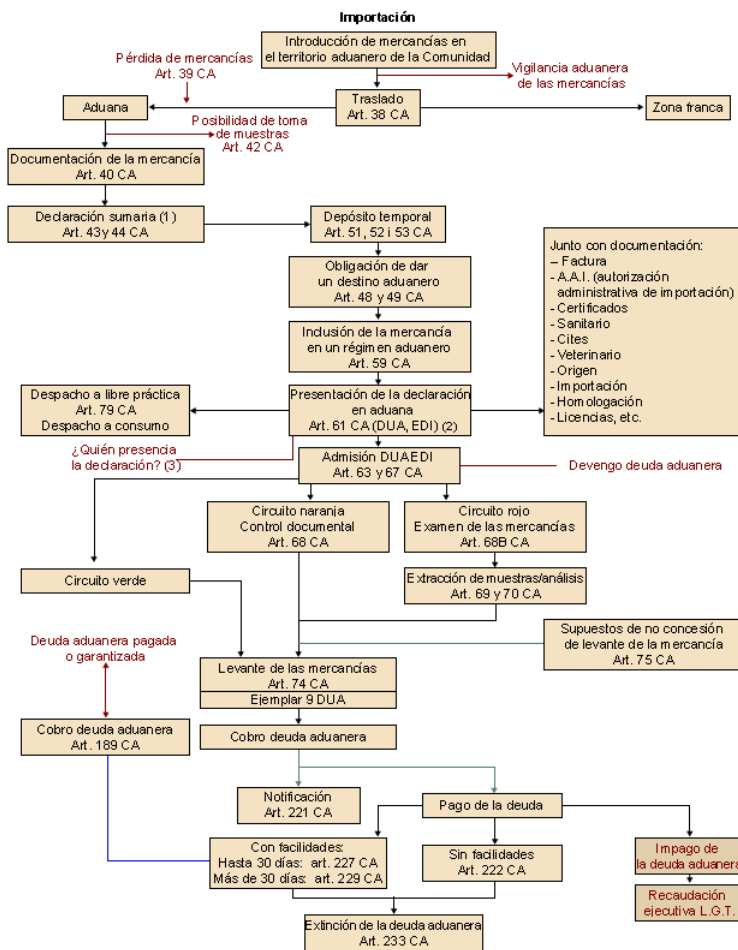 Importación
Introducción de mercancías en
el territorio aduanero de la Comunidad
Pérdida de mercancías
Art. 39 CA
Vigilancia aduanera
de las mercancías
Aduana
Traslado
Art. 38 CA
Zona franca
Posibilidad de toma
de muestras
Art. 42 CA
Documentación de la mercancía
Art. 40 CA
Declaración sumaria (1)
Art. 43 y 44 CA
Depósito temporal
Art. 51, 52 i 53 CA
Obligación de dar
un destino aduanero
Art. 48 y 49 CA
Inclusión de la mercancía
en un régimen aduanero
Art. 59 CA
Junto con documentación:
– Factura
- A.A.I. (autorización
administrativa de importación)
- Certificados
- Sanitario
- Cites
- Veterinario
- Origen
- Importación
- Homologación
- Licencias, etc.
Despacho a libre práctica
Art. 79 CA
Despacho a consumo
Presentación de la declaración
en aduana
Art. 61 CA (DUA, EDI) (2)
¿Quién presencia
la declaración? (3)
Admisión DUAEDI
Art. 63 y 67 CA
Devengo deuda aduanera
Circuito naranja
Control documental
Art. 68 CA
Circuito rojo
Examen de las mercancías
Art. 68B CA
Circuito verde
Extracción de muestras/análisis
Art. 69 y 70 CA
Deuda aduanera pagada
o garantizada
Supuestos de no concesión
de levante de la mercancía
Art. 75 CA
Levante de las mercancías
Art. 74 CA
Ejemplar 9 DUA
Cobro deuda aduanera
Art. 189 CA
Cobro deuda aduanera
Notificación
Art. 221 CA
Pago de la deuda
Con facilidades:
Hasta 30 días: art. 227 CA
Más de 30 días: art. 229 CA
Sin facilidades
Art. 222 CA
Impago de
la deuda aduanera
Recaudación
ejecutiva L.G.T.
Extinción de la deuda aduanera
Art. 233 CA